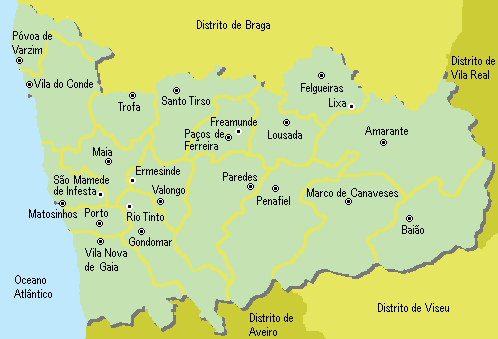 Distrito de Braga
Póvoa de
Varzim
Distrito de
Vila Real
Vila do Conde
Trofa
Santo Tirso
Felgueiras
Lixa
Freamunde
Paços de
Ferreira
Lousada
Amarante
Maia
Ermesinde
São Mamede
de Infesta
Valongo
Paredes
Penafiel
Marco de Canaveses
Matosinhos
Porto
Rio Tinto
Gondomar
Baião
Vila Nova
de Gaia
Oceano
Atlântico
Distrito de
Aveiro
Distrito de Viseu